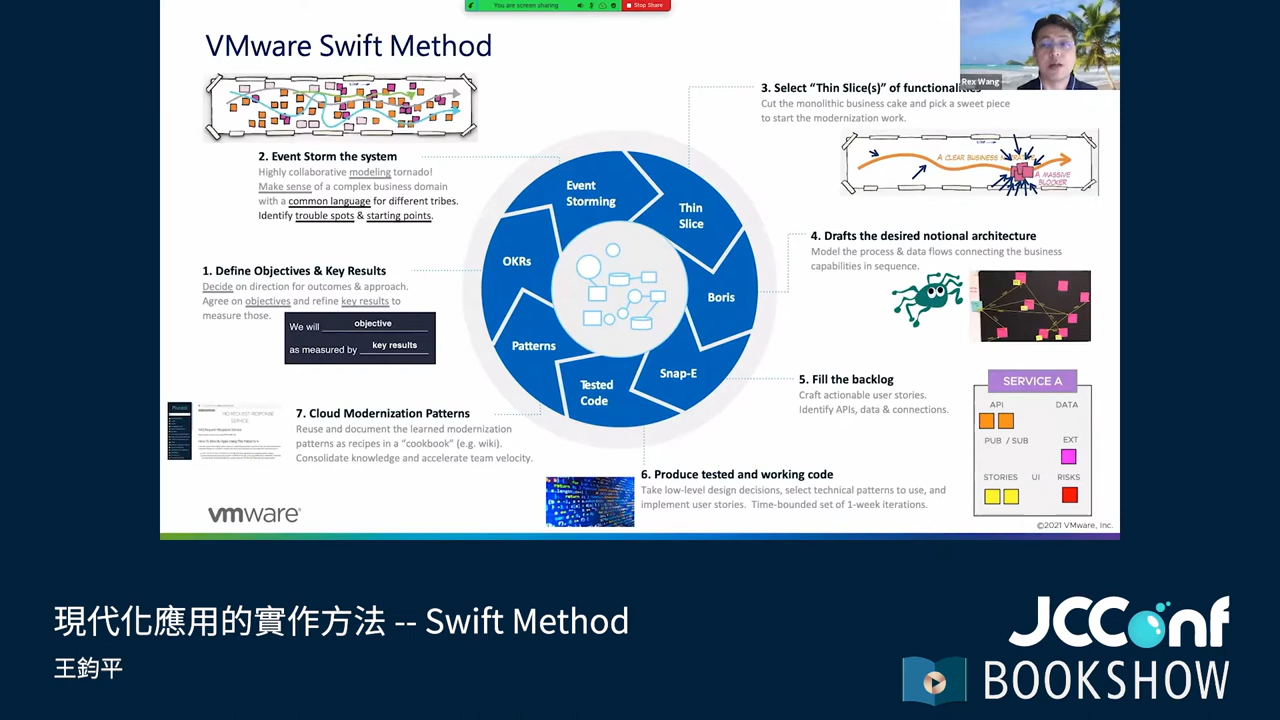 You are screen sharing
Stop Share
VMware Swift Method
Rex Wang
3. Select “Thin Slice(s)” of functionalities
Cut the monolithic business cake and pick a sweet piece
to start the modernization work.
A CLEAR BUSINESS
A MASSIVE
BLOCKER
2. Event Storm the system
Highly collaborative modeling tornado!
Make sense of a complex business domain
with a common language for different tribes.
Identify trouble spots & starting points.
Event
Storming
Thin
Slice
OKRs
Boris
Patterns
Snap-E
Tested
Code
4. Drafts the desired notional architecture
Model the process & data flows connecting the business
capabilities in sequence.
1. Define Objectives & Key Results
Decide on direction for outcomes & approach.
Agree on objectives and refine key results to
measure those.
We will objective
as measured by key results
5. Fill the backlog
Craft actionable user stories.
Identify APIs, data & connections.
SERVICE A
API DATA
PUB / SUB EXT
STORIES UI RISKS
7. Cloud Modernization Patterns
Reuse and document the learned modernization
patterns as recipes in a “cookbook” (e.g. wiki).
Consolidate knowledge and accelerate team velocity.
6. Produce tested and working code
Take low-level design decisions, select technical patterns to use, and
implement user stories. Time-bounded set of 1-week iterations.
vmware®
©2021 VMware, Inc.
現代化應用的實作方法 -- Swift Method
王鈞平
JCConf
BOOKSHOW